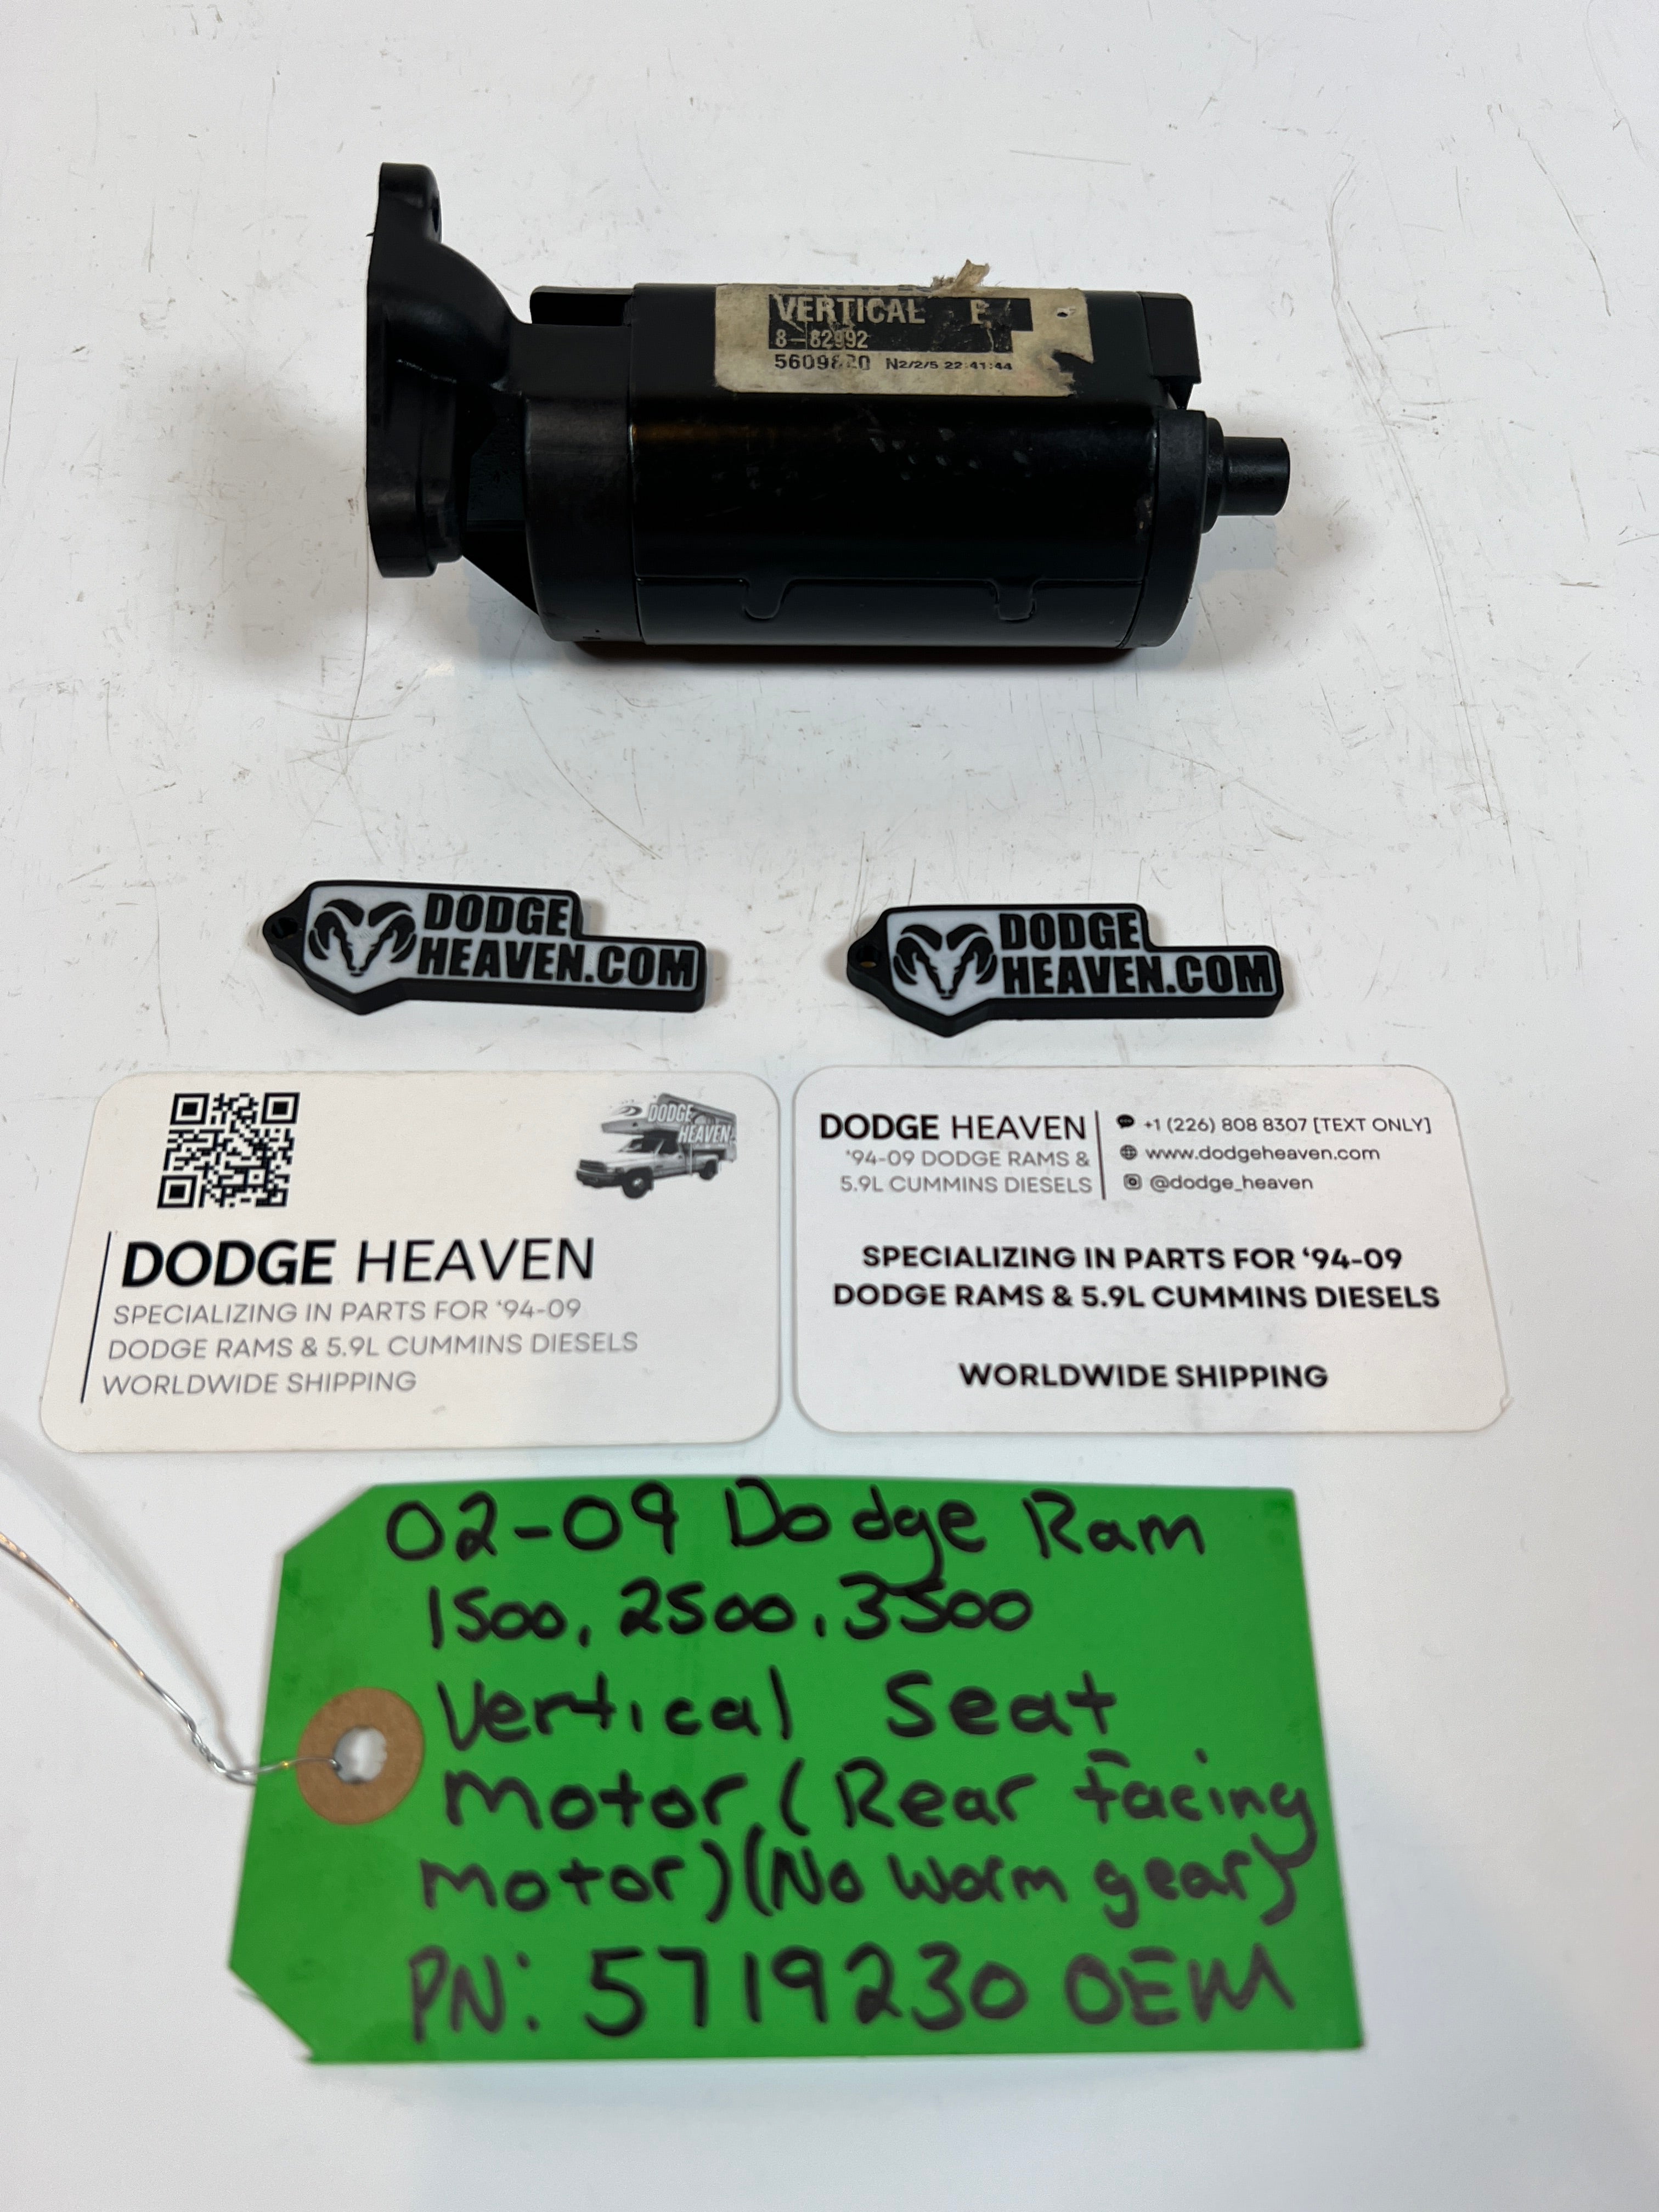 VERTICAL
8-82992
N2/2/5 22:41:44
DODGE
HEAVEN.COM
DODGE
HEAVEN.COM
DODGE
HEAVEN
DODGE HEAVEN
SPECIALIZING IN PARTS FOR ‘94-09
DODGE RAMS & 5.9L CUMMINS DIESELS
WORLDWIDE SHIPPING
DODGE HEAVEN
‘94-09 DODGE RAMS &
5.9L CUMMINS DIESELS
+1 (226) 808 8307 [TEXT ONLY]
www.dodgeheaven.com
@dodge_heaven
SPECIALIZING IN PARTS FOR ‘94-09
DODGE RAMS & 5.9L CUMMINS DIESELS
WORLDWIDE SHIPPING
02-09 Dodge Ram
1500, 2500, 3500
Vertical Seat
Motor (Rear Facing
Motor) (No Worm gear)
PN: 5719230 OEM